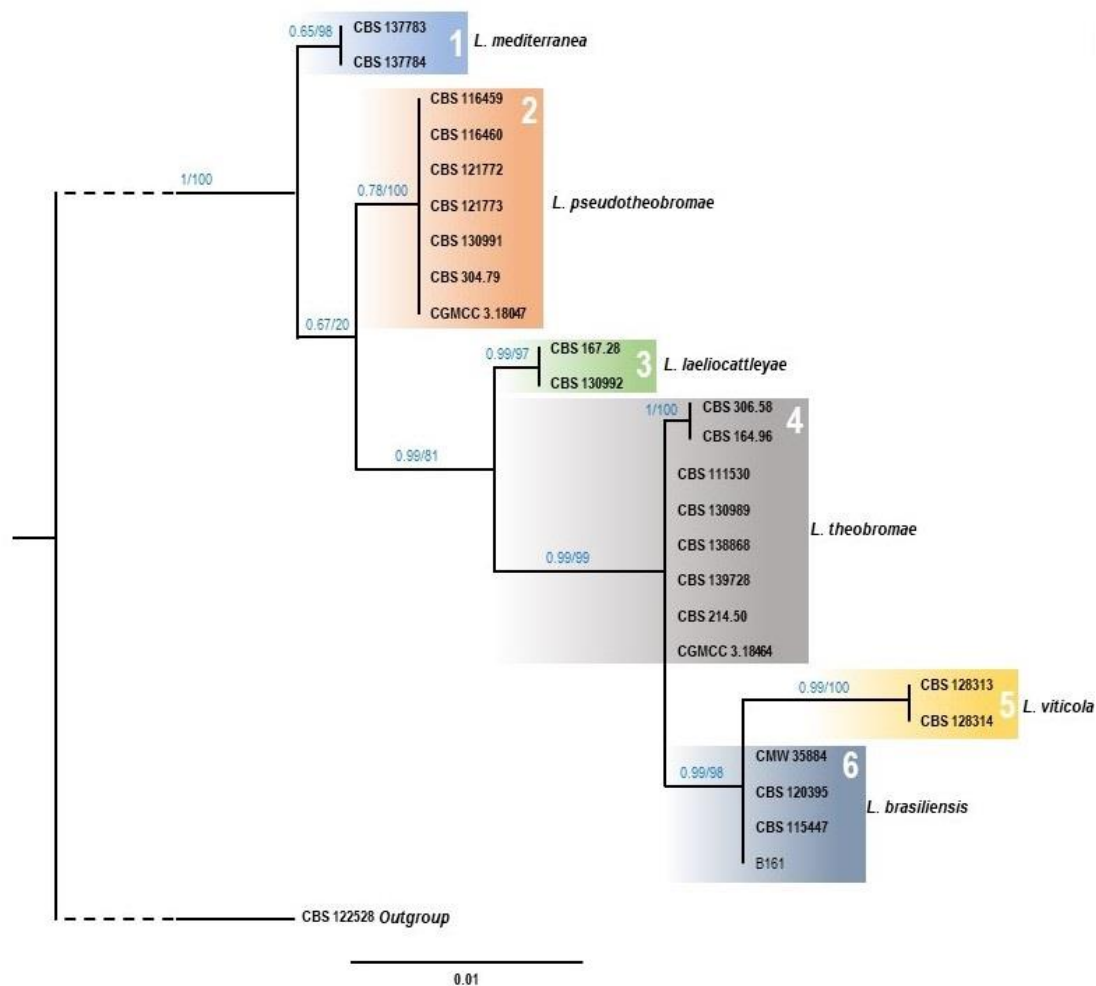 0.65/98
CBS 137783
CBS 137784
1
L. mediterranea
CBS 116459
2
CBS 116460
CBS 121772
1/100
0.78/100
CBS 121773
L. pseudotheobromae
CBS 130991
CBS 304.79
CGMCC 3.18047
0.67/20
CBS 167.28
0.99/97
3
L. laeliocattleyae
CBS 130992
1/100
CBS 306.58
4
CBS 164.96
0.99/81
CBS 111530
CBS 130989
L. theobromae
CBS 138868
0.99/99
CBS 139728
CBS 214.50
CGMCC 3.18464
0.99/100
CBS 128313
5
L. viticola
CBS 128314
CMW 35884
6
0.99/98
CBS 120395
L. brasiliensis
CBS 115447
B161
CBS 122528 Outgroup
0.01